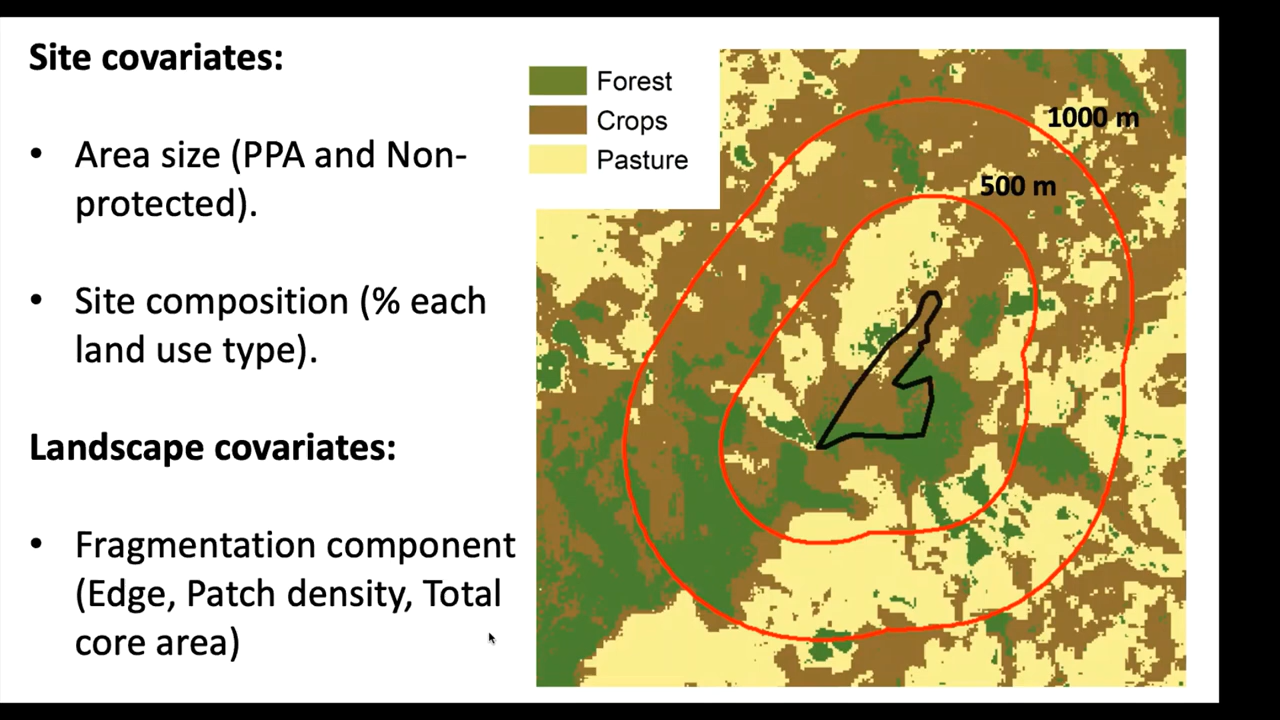 Site covariates:
• Area size (PPA and Non-
protected).
• Site composition (% each
land use type).
Landscape covariates:
• Fragmentation component
(Edge, Patch density, Total
core area)
Forest
Crops
Pasture
1000 m
500 m